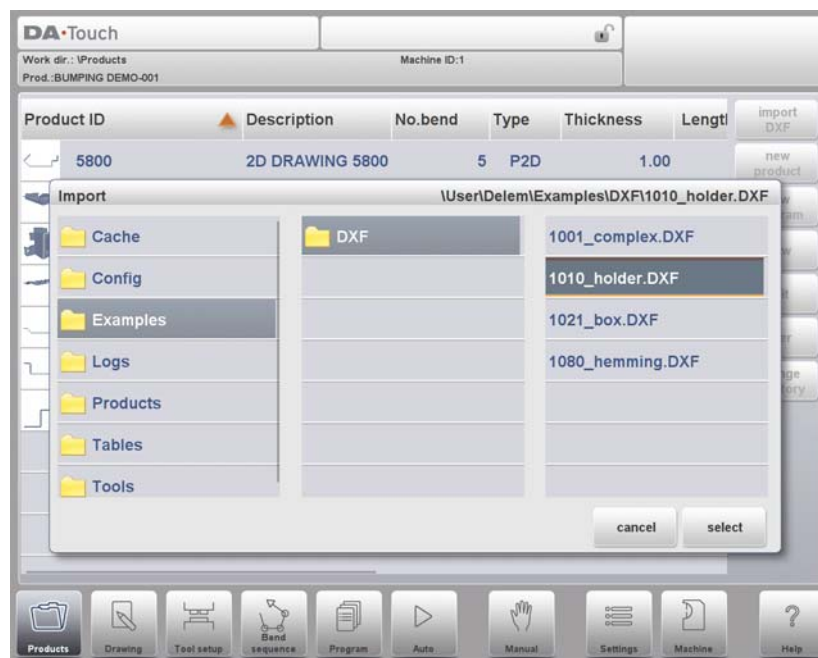 DA•Touch
Work dir.: \Products
Prod.:BUMPING DEMO-001
Machine ID:1
Product ID Description No.bend Type Thickness Lengtl
import
DXF
5800 2D DRAWING 5800 5 P2D 1.00
new
product
Import \User\Delem\Examples\DXF\1010_holder.DXF
Cache
Config
Examples
Logs
Products
Tables
Tools
DXF
1001_complex.DXF
1010_holder.DXF
1021_box.DXF
1080_hemming.DXF
cancel select
Products
Drawing
Tool setup
Bend
sequence
Program
Auto
Manual
Settings
Machine
?
Help